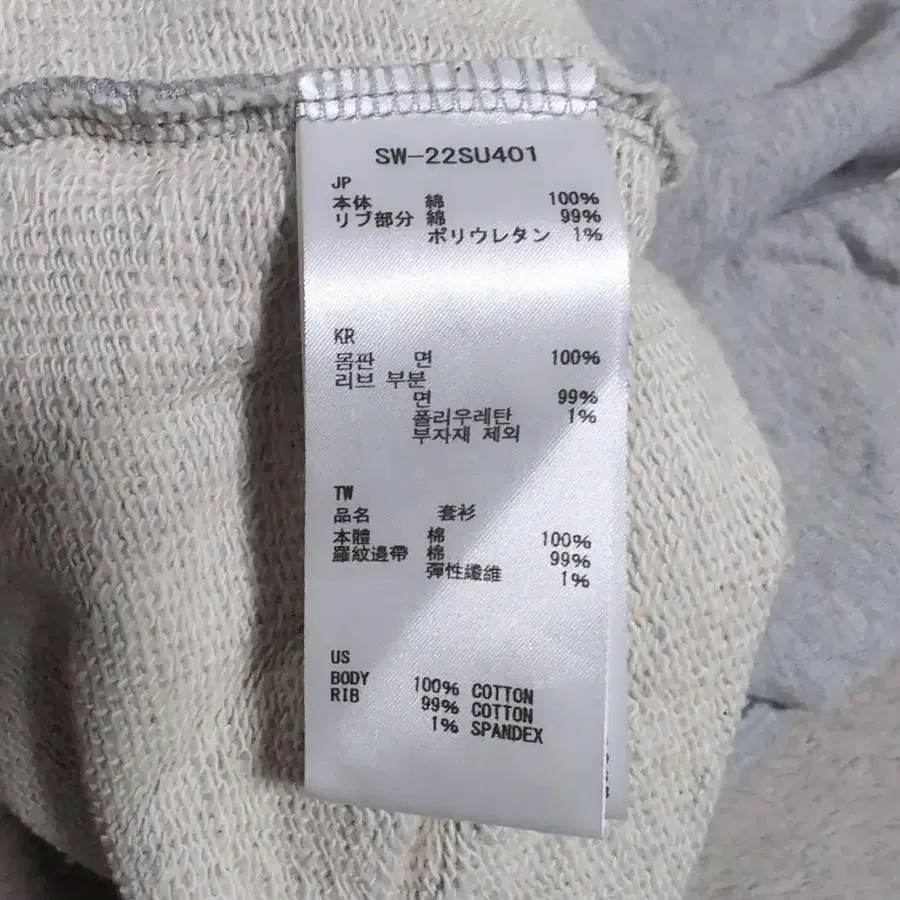 SW-22SU401
JP
本体 綿 100%
リブ部分 綿 99%
ポリウレタン 1%
KR
몸판 면 100%
리브 부분
면 99%
폴리우레탄 1%
부자재 제외
TW
品名 套衫
本體 棉 100%
羅紋邊帶 棉 99%
彈性纖維 1%
US
BODY 100% COTTON
RIB 99% COTTON
1% SPANDEX